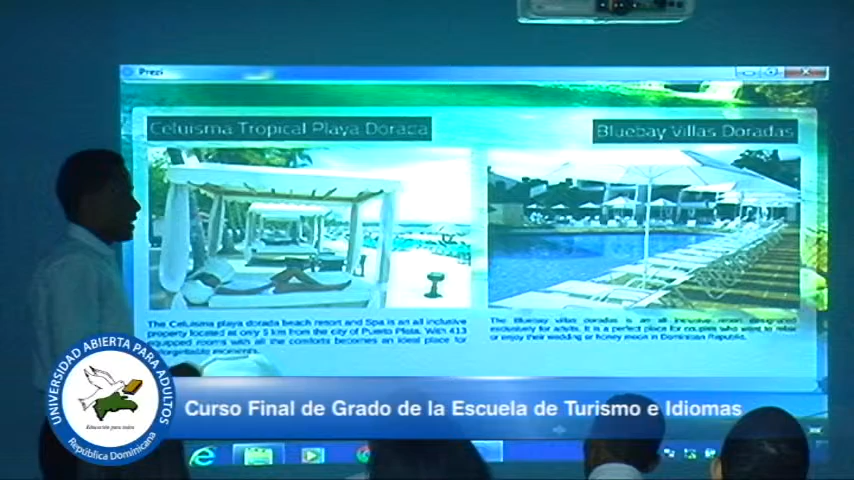 Prezi
Celuisma Tropical Playa Dorada
Bluebay Villas Doradas
The Celuisma playa dorada beach resort and Spa is an all inclusive
property located at only 5 km from the city of Puerto Plata. With 413
equipped rooms with all the comforts becomes an ideal place for
unforgettable moments.
The Bluebay villas doradas is an all inclusive resort designated
exclusively for adults. It is a perfect place for couples who want to relax
or enjoy their wedding or honey moon in Dominican Republic.
UNIVERSIDAD ABIERTA PARA ADULTOS
Educación para todos
República Dominicana
Curso Final de Grado de la Escuela de Turismo e Idiomas